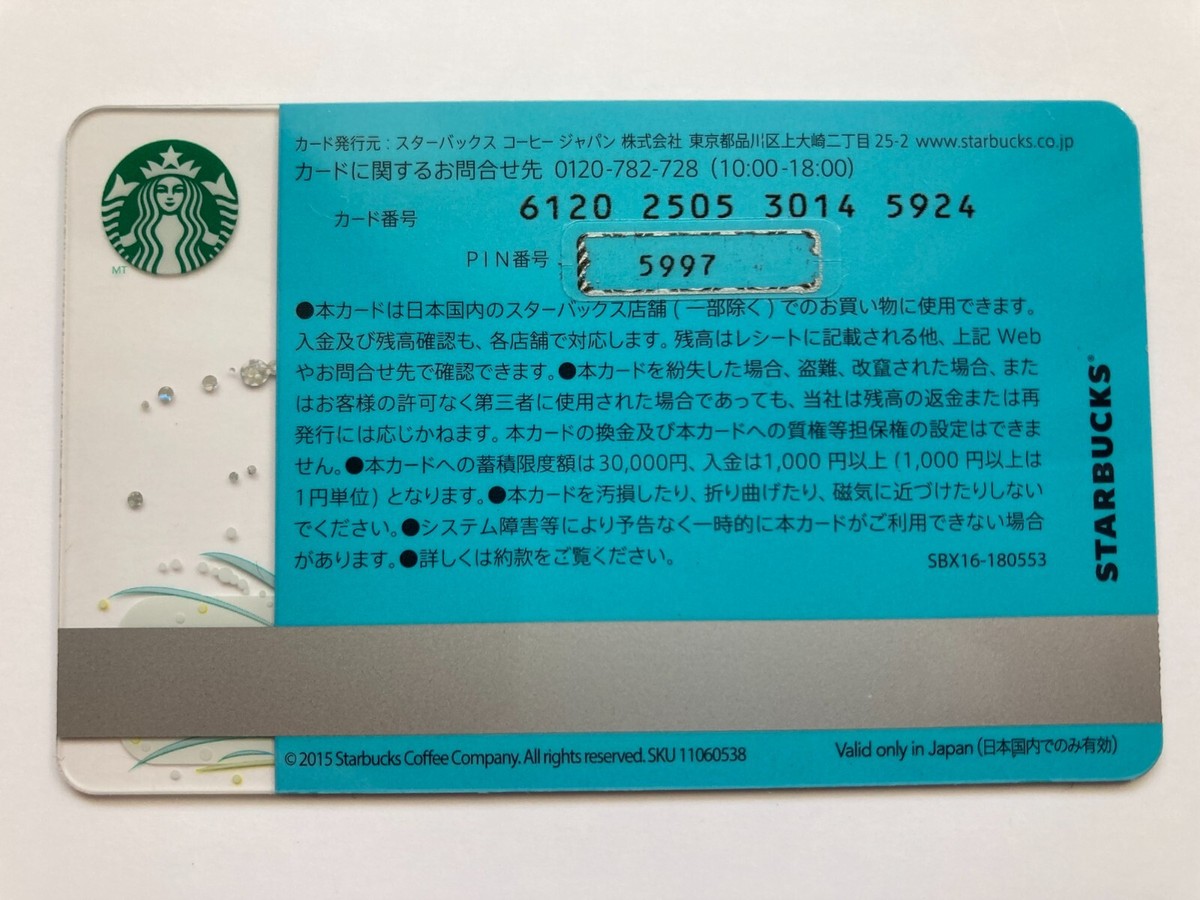 カード発行元 : スターバックス コーヒー ジャパン 株式会社 東京都品川区上大崎二丁目 25-2 www.starbucks.co.jp
カードに関するお問合せ先 0120-782-728 (10:00-18:00)
カード番号 6120 2505 3014 5924
PIN番号 5997
MT
●本カードは日本国内のスターバックス店舗 ( 一部除く ) でのお買い物に使用できます。
入金及び残高確認も、各店舗で対応します。残高はレシートに記載される他、上記 Web
やお問合せ先で確認できます。●本カードを紛失した場合、盗難、改竄された場合、また
はお客様の許可なく第三者に使用された場合であっても、当社は残高の返金または再
発行には応じかねます。本カードの換金及び本カードへの質権等担保権の設定はできま
せん。●本カードへの蓄積限度額は30,000円、入金は1,000 円以上 (1,000 円以上は
1円単位) となります。●本カードを汚損したり、折り曲げたり、磁気に近づけたりしない
でください。●システム障害等により予告なく一時的に本カードがご利用できない場合
があります。●詳しくは約款をご覧ください。 SBX16-180553
STARBUCKS®
© 2015 Starbucks Coffee Company. All rights reserved. SKU 11060538
Valid only in Japan (日本国内でのみ有効)